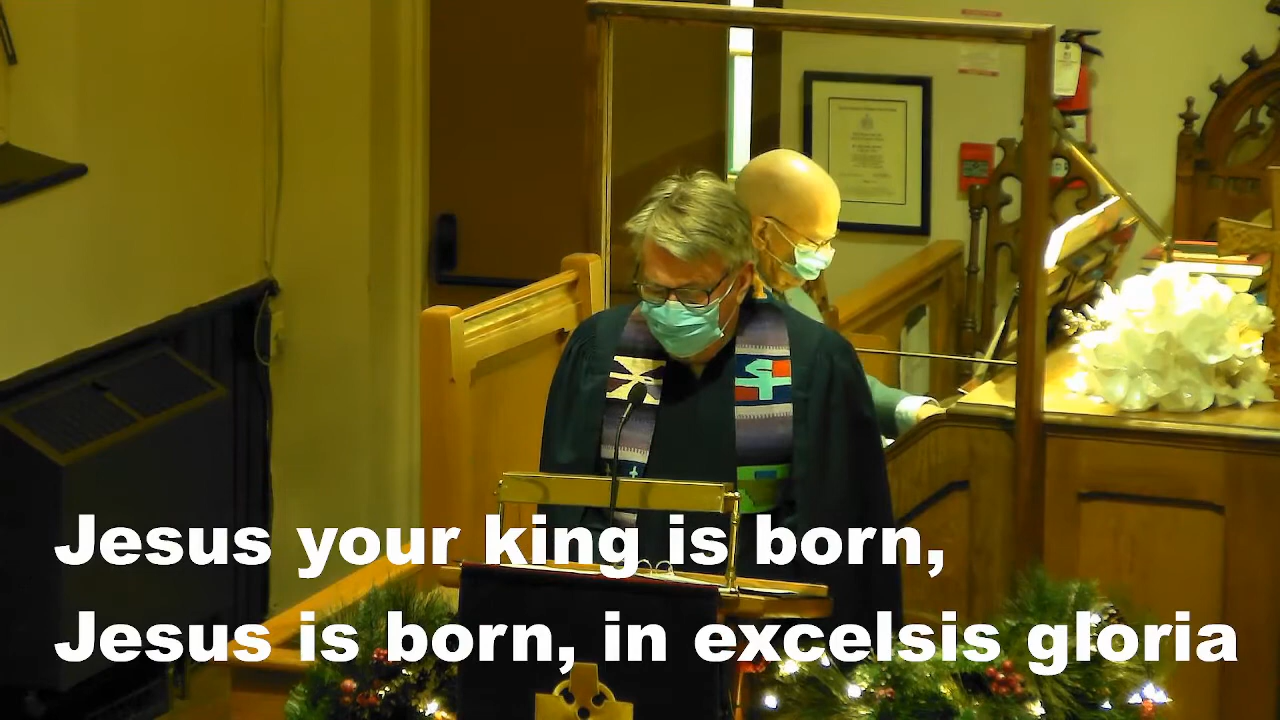 Jesus your king is born,
Jesus is born, in excelsis gloria